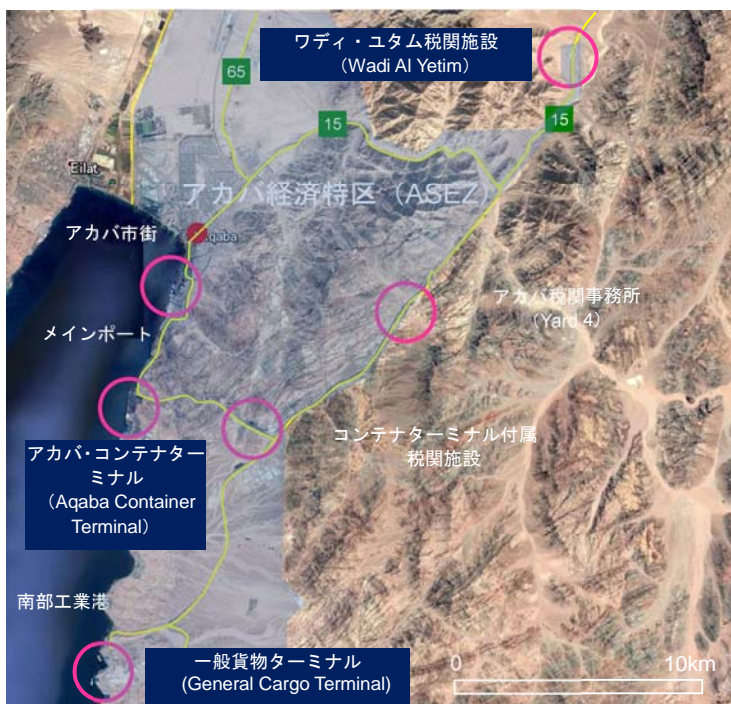 ワディ・ユタム税関施設
（Wadi Al Yetim）
65
15
15
Eilat
アカバ経済特区（ASEZ）
アカバ市街
Aqaba
メインポート
アカバ税関事務所
（Yard 4）
コンテナターミナル付属
税関施設
アカバ・コンテナター
ミナル
（Aqaba Container
Terminal）
南部工業港
一般貨物ターミナル
(General Cargo Terminal)
0
10km